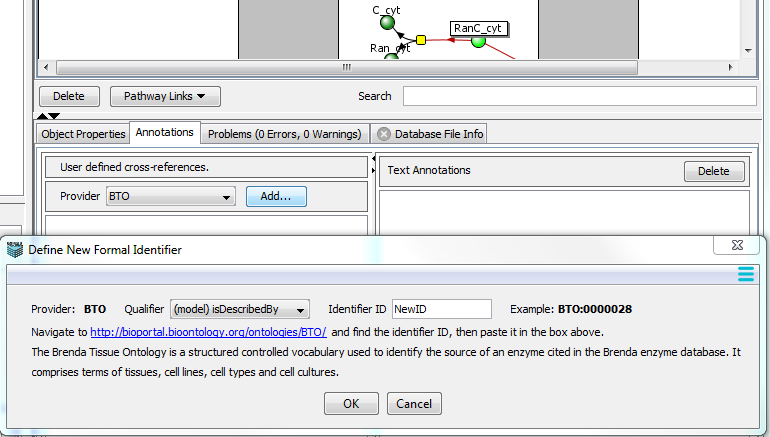 C_cyt
RanC_cyt
Ran_cyt
Delete
Pathway Links
Search
Object Properties
Annotations
Problems (0 Errors, 0 Warnings)
Database File Info
User defined cross-references.
Text Annotations
Delete
Provider
BTO
Add...
Define New Formal Identifier
Provider: BTO Qualifier (model) isDescribedBy Identifier ID NewID Example: BTO:0000028
Navigate to http://bioportal.bioontology.org/ontologies/BTO/ and find the identifier ID, then paste it in the box above.
The Brenda Tissue Ontology is a structured controlled vocabulary used to identify the source of an enzyme cited in the Brenda enzyme database. It
comprises terms of tissues, cell lines, cell types and cell cultures.
OK
Cancel